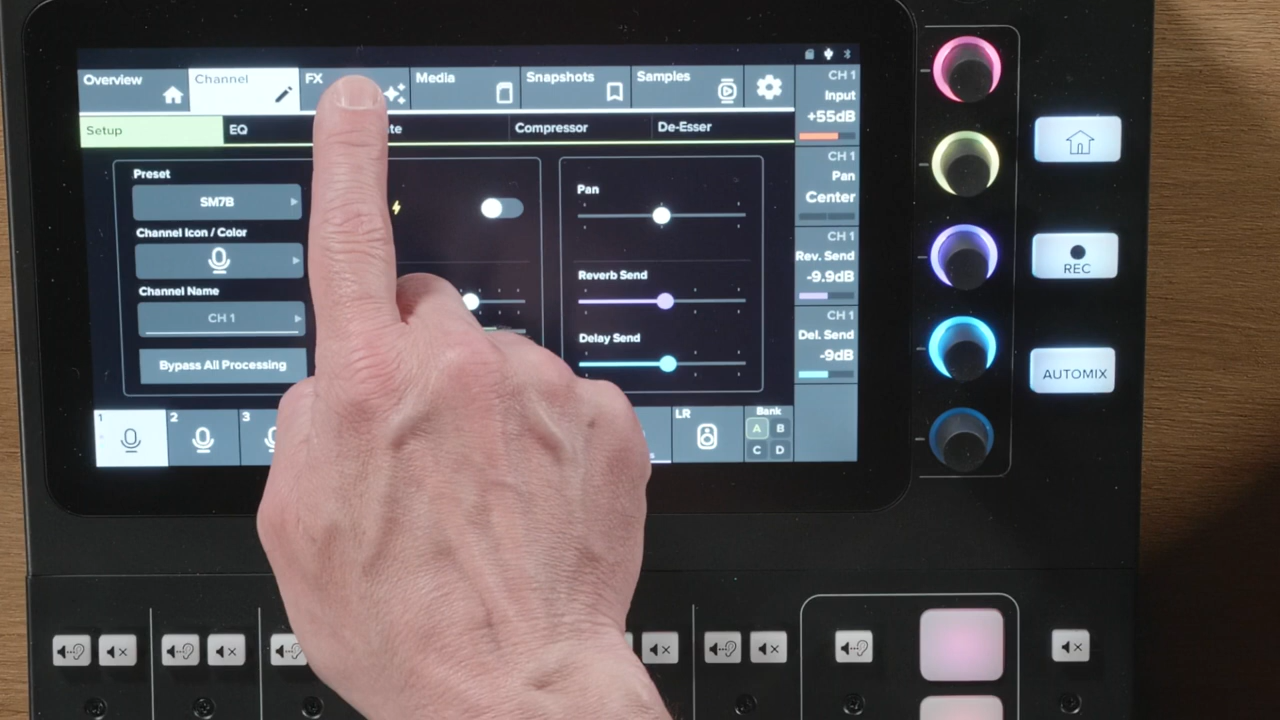 Overview
Channel
FX
Media
Snapshots
Samples
Setup
EQ
Compressor
De-Esser
Preset
SM7B
Channel Icon / Color
Channel Name
CH 1
Bypass All Processing
Pan
Reverb Send
Delay Send
CH 1
Input
+55dB
CH 1
Pan
Center
CH 1
Rev. Send
-9.9dB
CH 1
Del. Send
-9dB
1
2
3
LR
Bank
A B
C D
REC
AUTOMIX